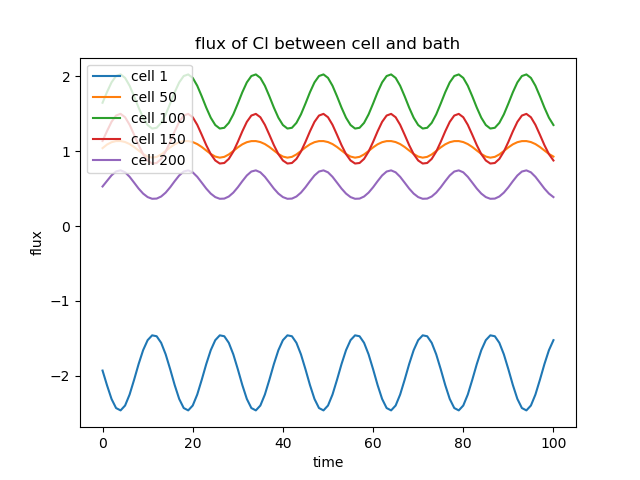 flux of Cl between cell and bath
cell 1
cell 50
cell 100
cell 150
cell 200
2
1
0
−1
−2
flux
0 20 40 60 80 100
time